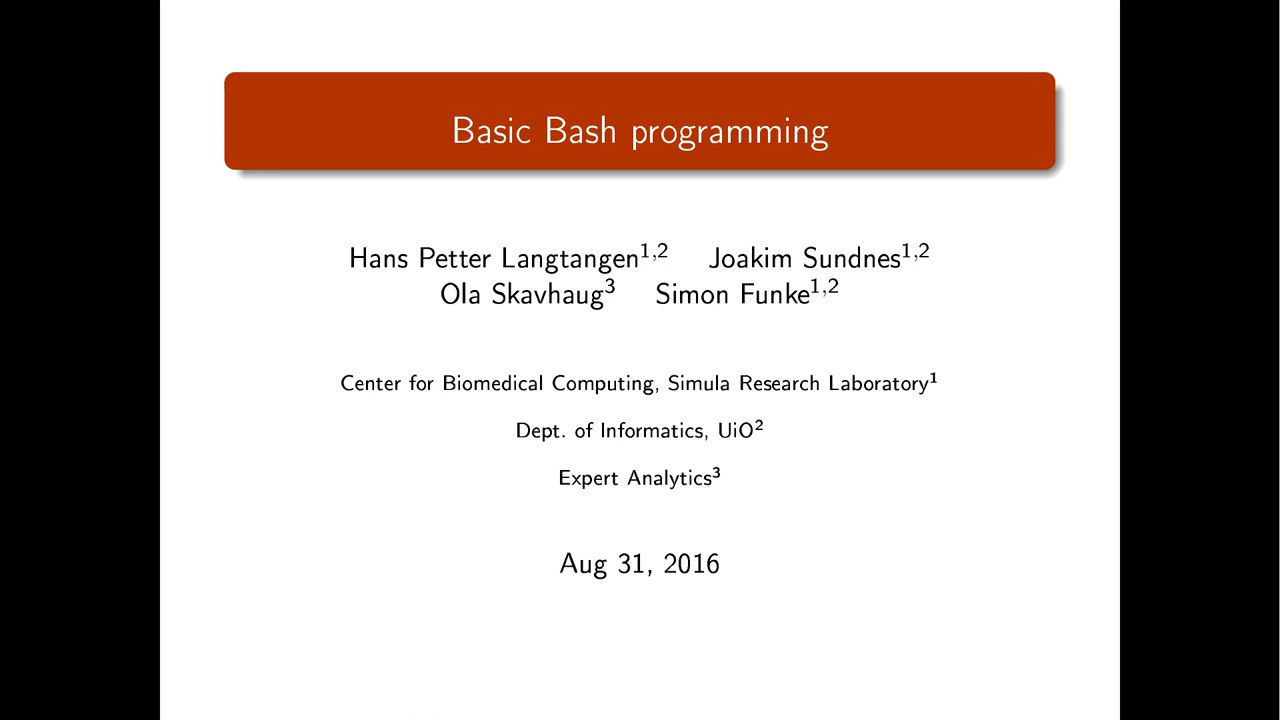 Basic Bash programming
Hans Petter Langtangen1,2 Joakim Sundnes1,2
Ola Skavhaug3 Simon Funke1,2
Center for Biomedical Computing, Simula Research Laboratory1
Dept. of Informatics, UiO2
Expert Analytics3
Aug 31, 2016